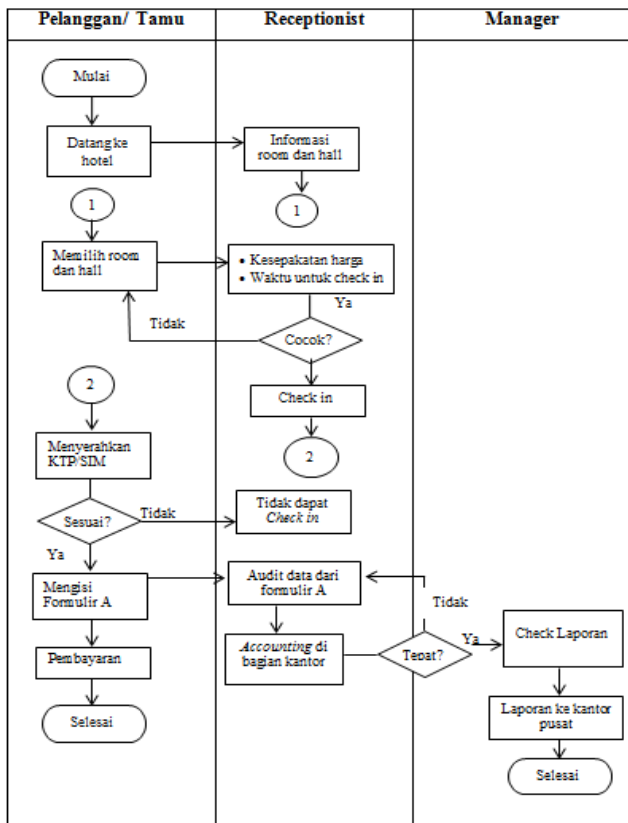 Pelanggan/ Tamu
Receptionist
Manager
Mulai
Datang ke
hotel
Informasi
room dan hall
1
1
Memilih room
dan hall
• Kesepakatan harga
• Waktu untuk check in
Ya
Tidak
Cocok?
2
Check in
Menyerahkan
KTP/SIM
2
Sesuai?
Tidak
Tidak dapat
Check in
Ya
Mengisi
Formulir A
Audit data dari
formulir A
Tidak
Pembayaran
Accounting di
bagian kantor
Tepat?
Ya
Check Laporan
Selesai
Laporan ke kantor
pusat
Selesai